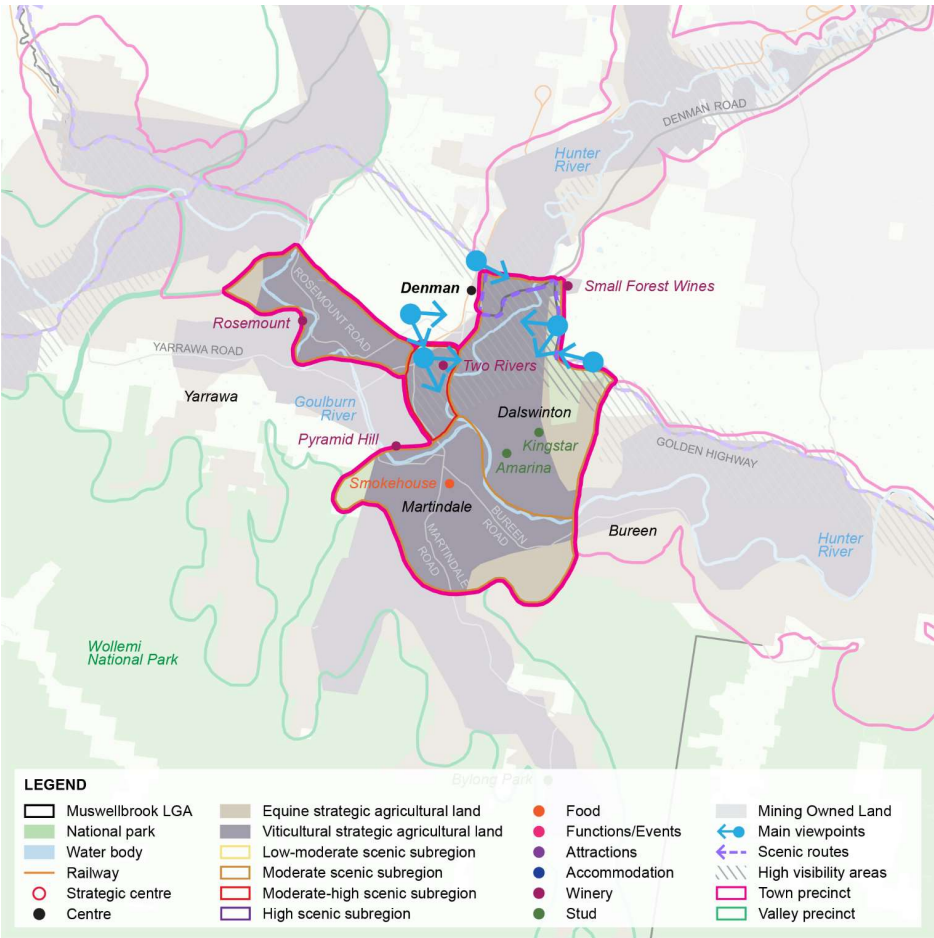 DENMAN ROAD
Hunter
River
Denman
Small Forest Wines
ROSEMOUNT ROAD
Rosemount
YARRAWA ROAD
Two Rivers
Yarrawa
Goulburn
River
Dalswinton
Pyramid Hill
Kingstar
Amarina
GOLDEN HIGHWAY
Smokehouse
Martindale
BUREEN
ROAD
Bureen
Hunter
River
MARTINDALE
ROAD
Wollemi
National Park
Bylong Park
LEGEND
Muswellbrook LGA
National park
Water body
Railway
Strategic centre
Centre
Equine strategic agricultural land
Viticultural strategic agricultural land
Low-moderate scenic subregion
Moderate scenic subregion
Moderate-high scenic subregion
High scenic subregion
Food
Functions/Events
Attractions
Accommodation
Winery
Stud
Mining Owned Land
Main viewpoints
Scenic routes
High visibility areas
Town precinct
Valley precinct